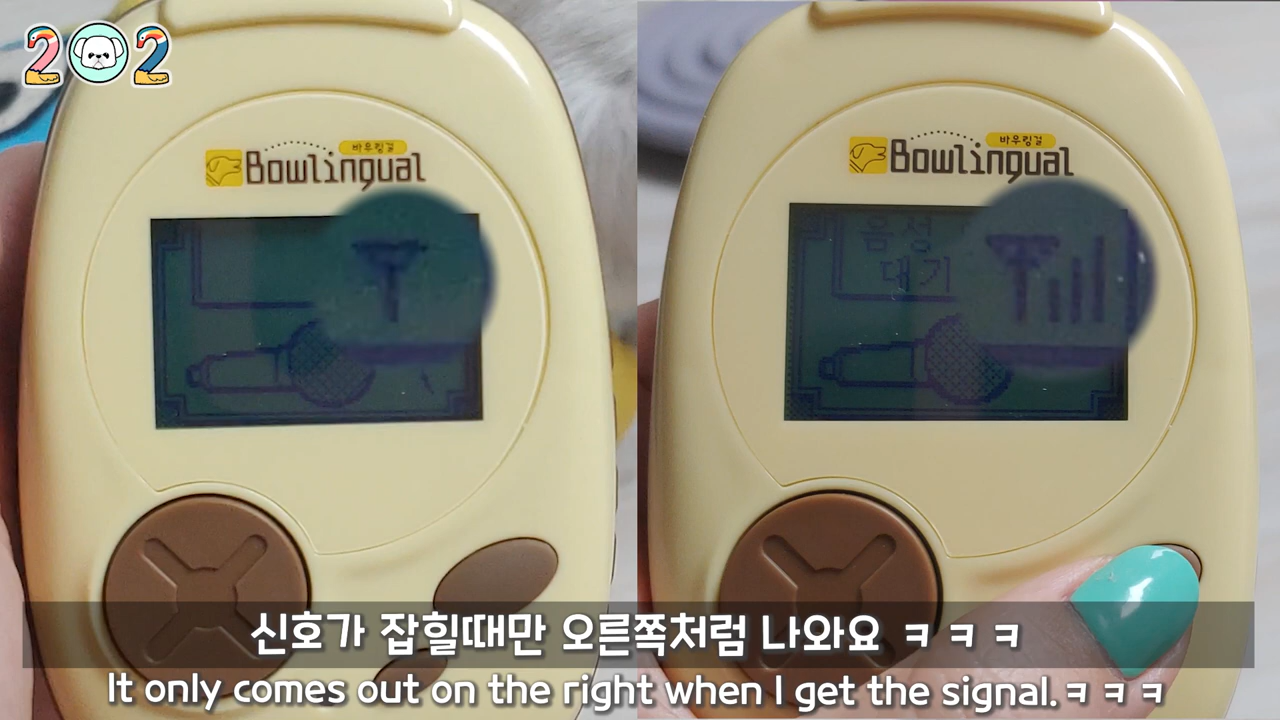 202
바우링걸
Bowlingual
바우링걸
Bowlingual
음성
대기
신호가 잡힐때만 오른쪽처럼 나와요 ㅋ ㅋ ㅋ
It only comes out on the right when I get the signal.ㅋ ㅋ ㅋ